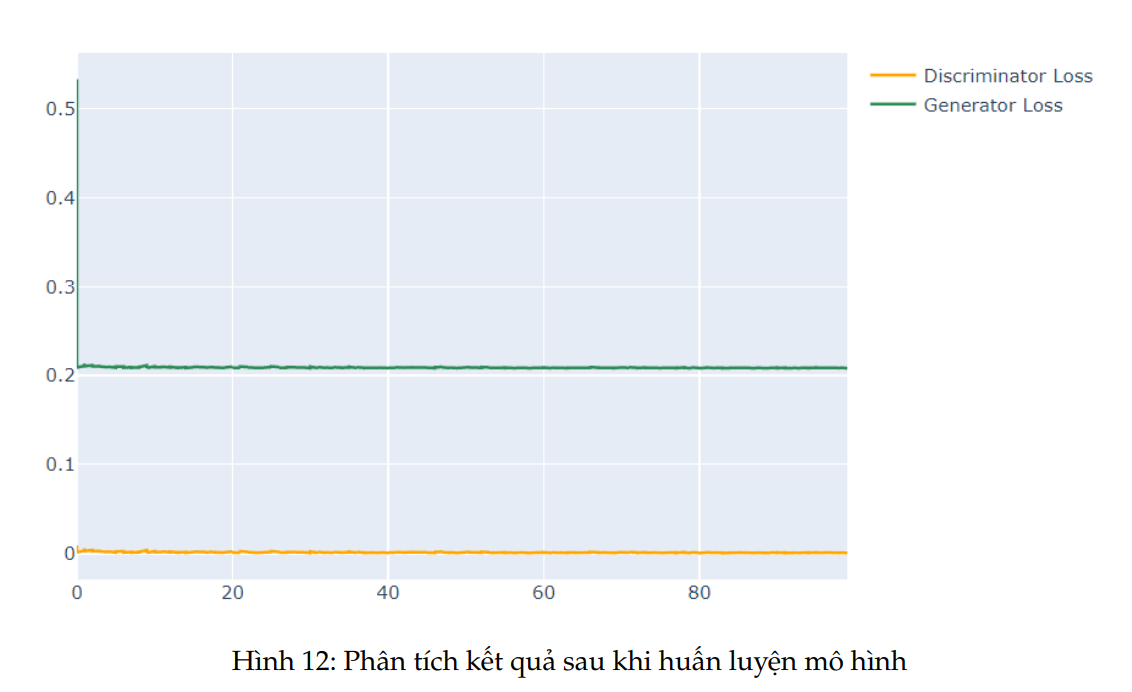 Discriminator Loss
Generator Loss
0.5
0.4
0.3
0.2
0.1
0
0 20 40 60 80
Hình 12: Phân tích kết quả sau khi huấn luyện mô hình